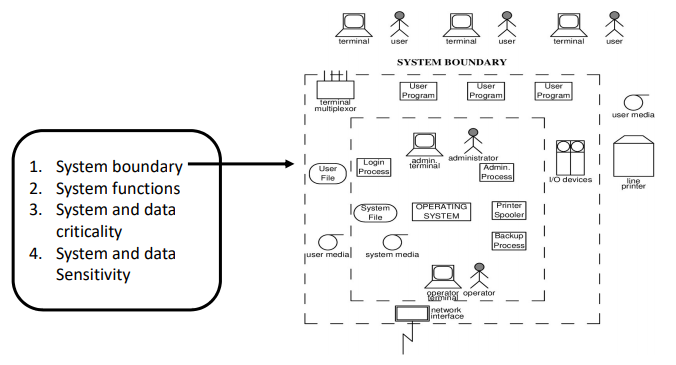 terminal user terminal user terminal user
SYSTEM BOUNDARY
terminal
multiplexor
User
Program
User
Program
User
Program
user media
1. System boundary
2. System functions
3. System and data
criticality
4. System and data
Sensitivity
User
File
Login
Process
admin.
terminal
administrator
Admin.
Process
I/O devices
line
printer
System
File
OPERATING
SYSTEM
Printer
Spooler
Backup
Process
user media
system media
operator
terminal
operator
network
interface